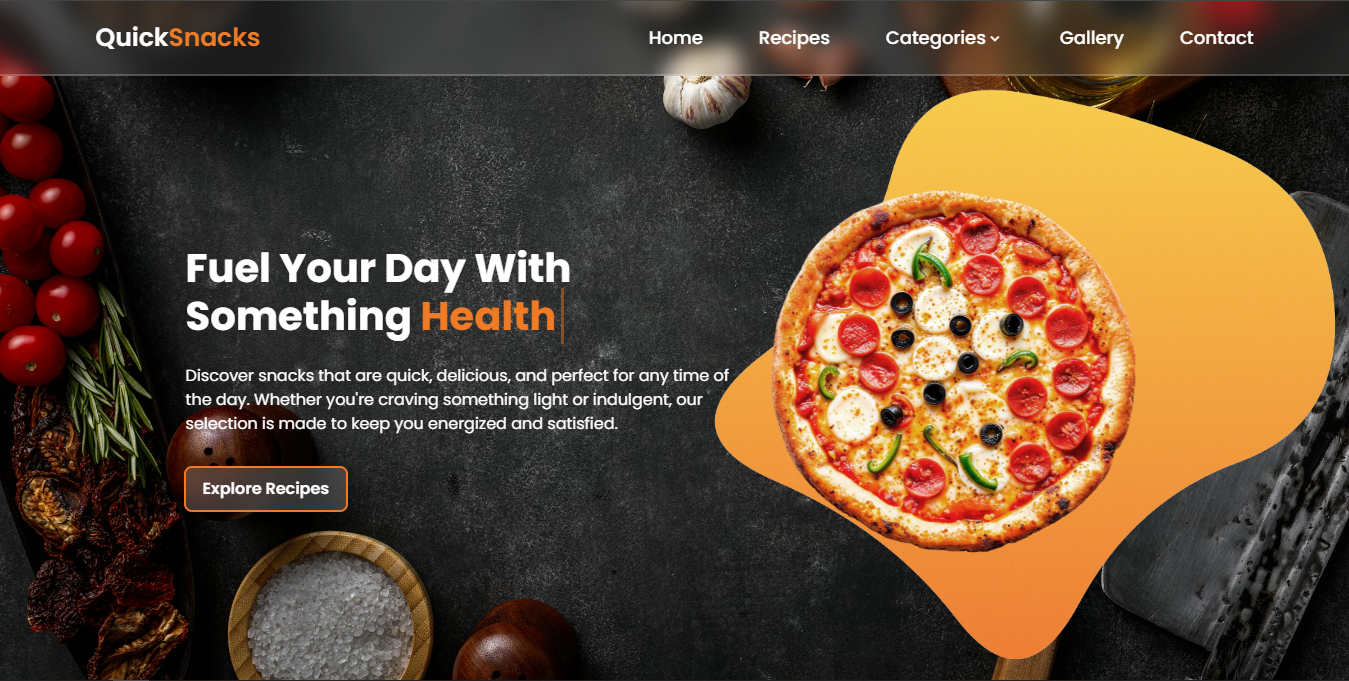 QuickSnacks
Home Recipes Categories Gallery Contact
Fuel Your Day With
Something Health
Discover snacks that are quick, delicious, and perfect for any time of
the day. Whether you're craving something light or indulgent, our
selection is made to keep you energized and satisfied.
Explore Recipes